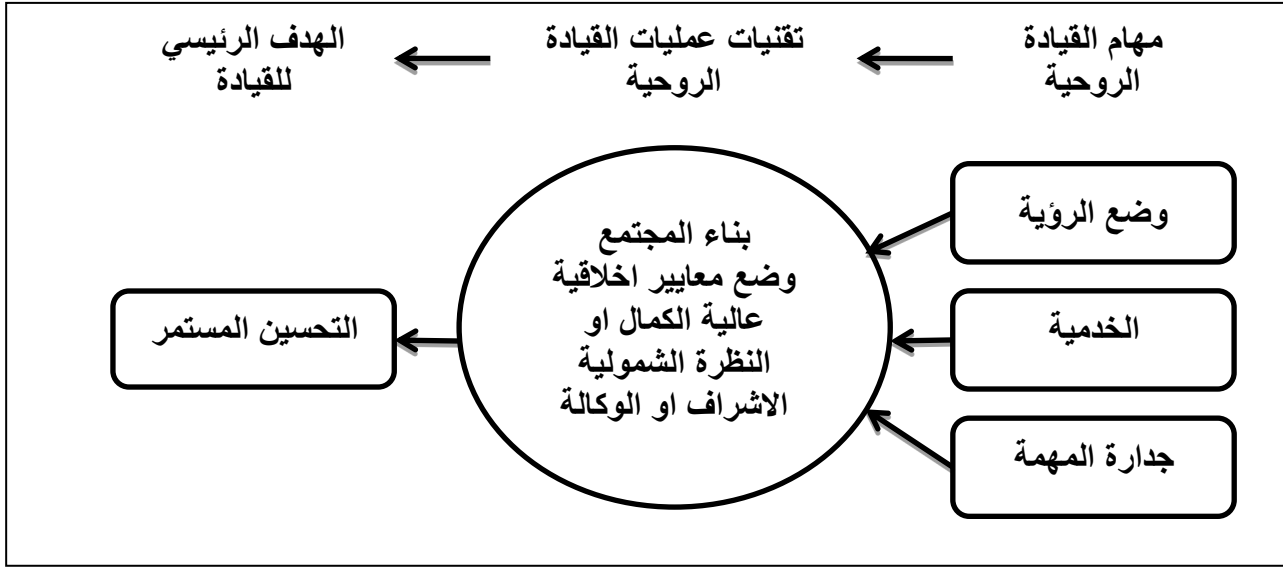 مهام القيادة
الروحية
تقنيات عمليات القيادة
الروحية
الهدف الرئيسي
للقيادة
وضع الرؤية
الخدمية
جدارة المهمة
بناء المجتمع
وضع معايير اخلاقية
عالية الكمال او
النظرة الشمولية
الاشراف او الوكالة
التحسين المستمر